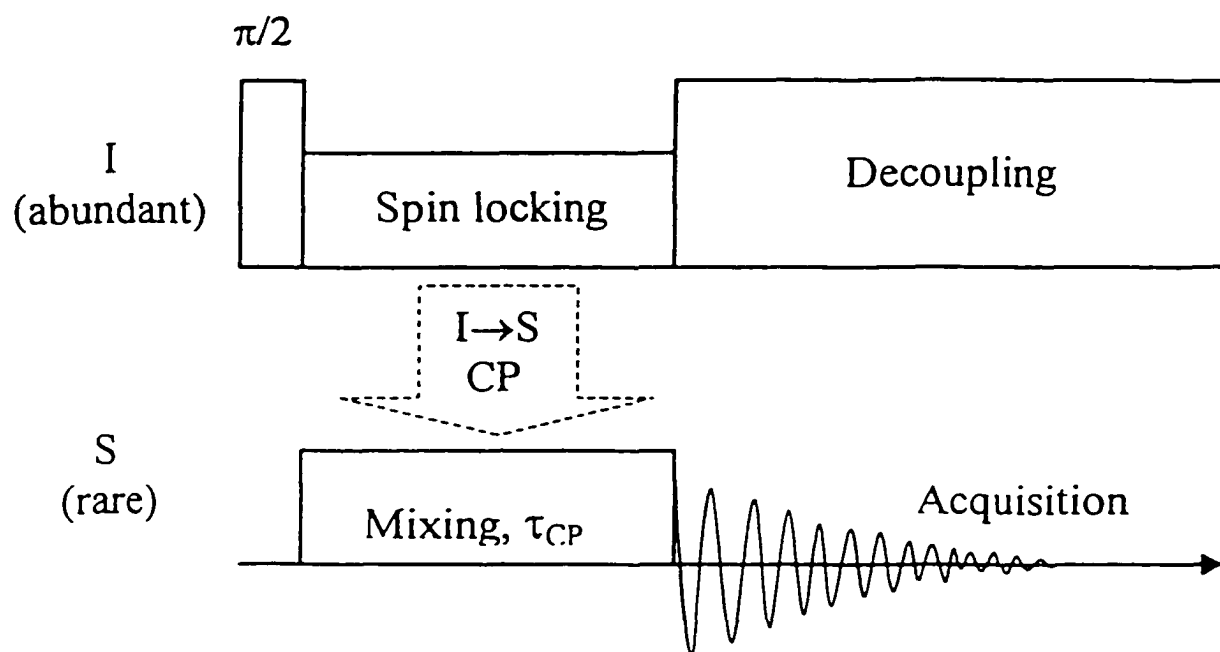 π/2
I
(abundant)
Spin locking
Decoupling
I→S
CP
S
(rare)
Mixing, τCP
Acquisition